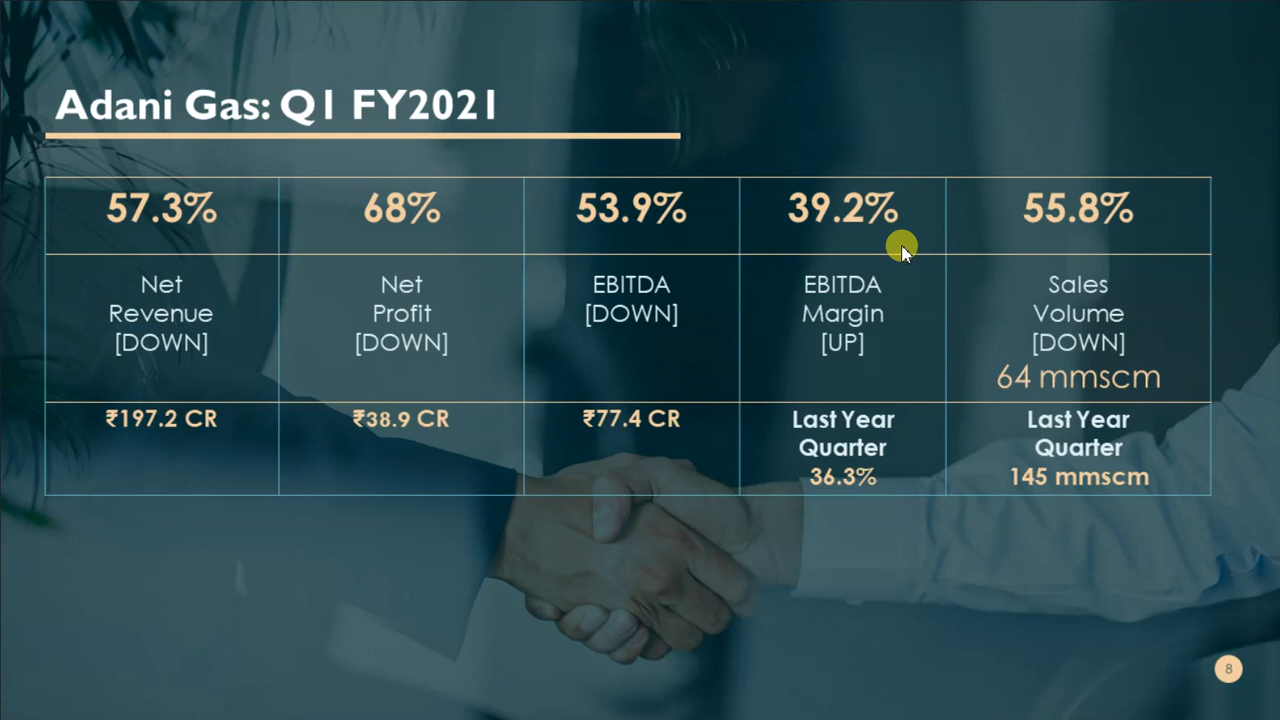 Adani Gas: Q1 FY2021
57.3%
68%
53.9%
39.2%
55.8%
Net
Revenue
[DOWN]
Net
Profit
[DOWN]
EBITDA
[DOWN]
EBITDA
Margin
[UP]
Sales
Volume
[DOWN]
64 mmscm
₹197.2 CR
₹38.9 CR
₹77.4 CR
Last Year
Quarter
36.3%
Last Year
Quarter
145 mmscm
8